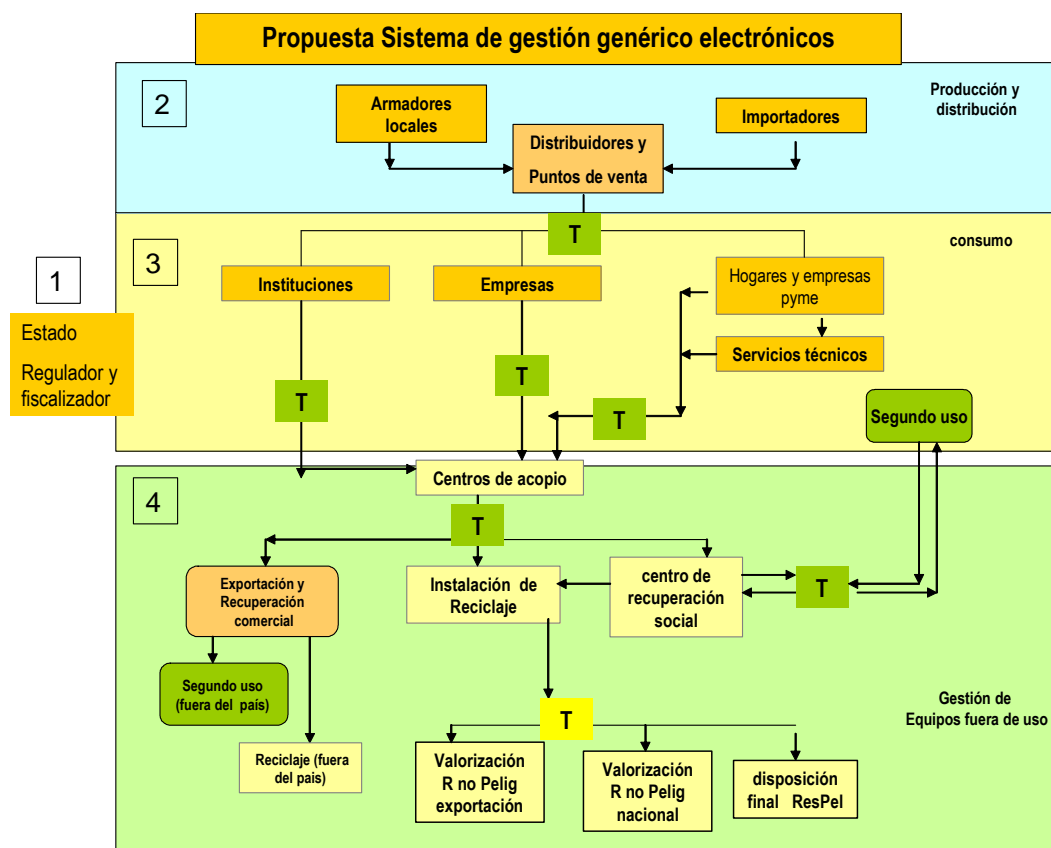 Propuesta Sistema de gestión genérico electrónicos
2
Producción y
distribución
Armadores
locales
Importadores
Distribuidores y
Puntos de venta
T
3
consumo
1
Estado
Regulador y
fiscalizador
Instituciones
Empresas
Hogares y empresas
pyme
Servicios técnicos
T
T
T
Segundo uso
Centros de acopio
4
T
Exportación y
Recuperación
comercial
Instalación de
Reciclaje
centro de
recuperación
social
T
Segundo uso
(fuera del país)
Gestión de
Equipos fuera de uso
T
Reciclaje (fuera
del pais)
Valorización
R no Pelig
exportación
Valorización
R no Pelig
nacional
disposición
final ResPel